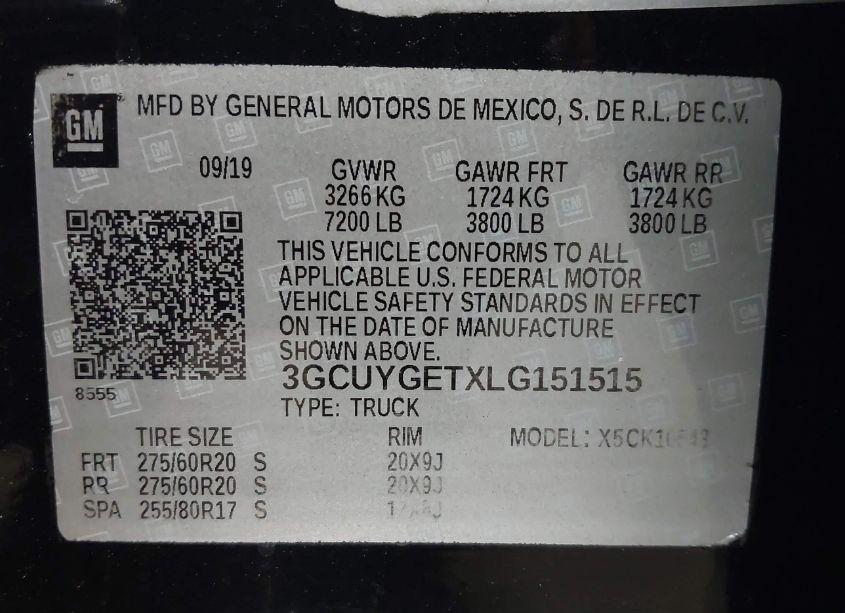 GM MFD BY GENERAL MOTORS DE MEXICO, S. DE R.L. DE C.V.
09/19 GVWR GAWR FRT GAWR RR
3266 KG 1724 KG 1724 KG
7200 LB 3800 LB 3800 LB
THIS VEHICLE CONFORMS TO ALL
APPLICABLE U.S. FEDERAL MOTOR
VEHICLE SAFETY STANDARDS IN EFFECT
ON THE DATE OF MANUFACTURE
SHOWN ABOVE.
3GCUYGETXLG151515
8555
TYPE: TRUCK
TIRE SIZE RIM MODEL:
FRT 275/60R20 S 20X9J
RR 275/60R20 S 20X9J
SPA 255/80R17 S